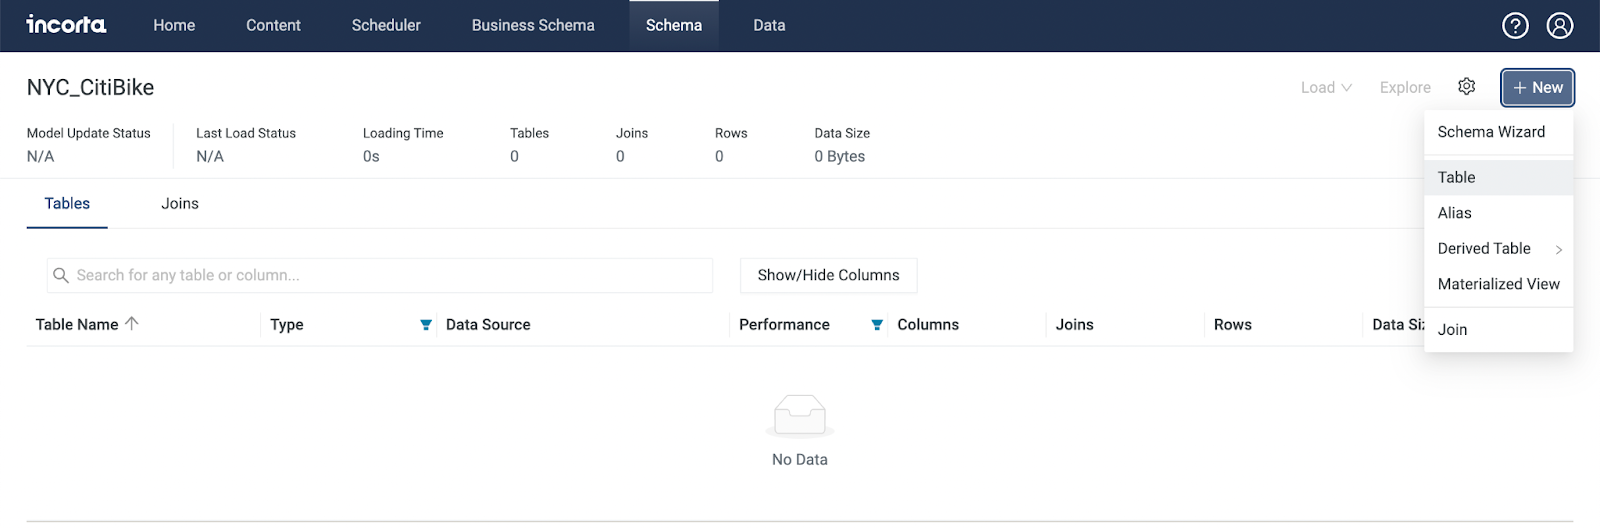 incorta Home Content Scheduler Business Schema Schema Data
NYC_CitiBike Load Explore + New
Model Update Status Last Load Status Loading Time Tables Joins Rows Data Size
N/A N/A 0s 0 0 0 0 Bytes
Schema Wizard
Table
Alias
Derived Table
Materialized View
Join
Tables Joins
Search for any table or column...
Show/Hide Columns
Table Name Type Data Source Performance Columns Joins Rows Data Siz
No Data